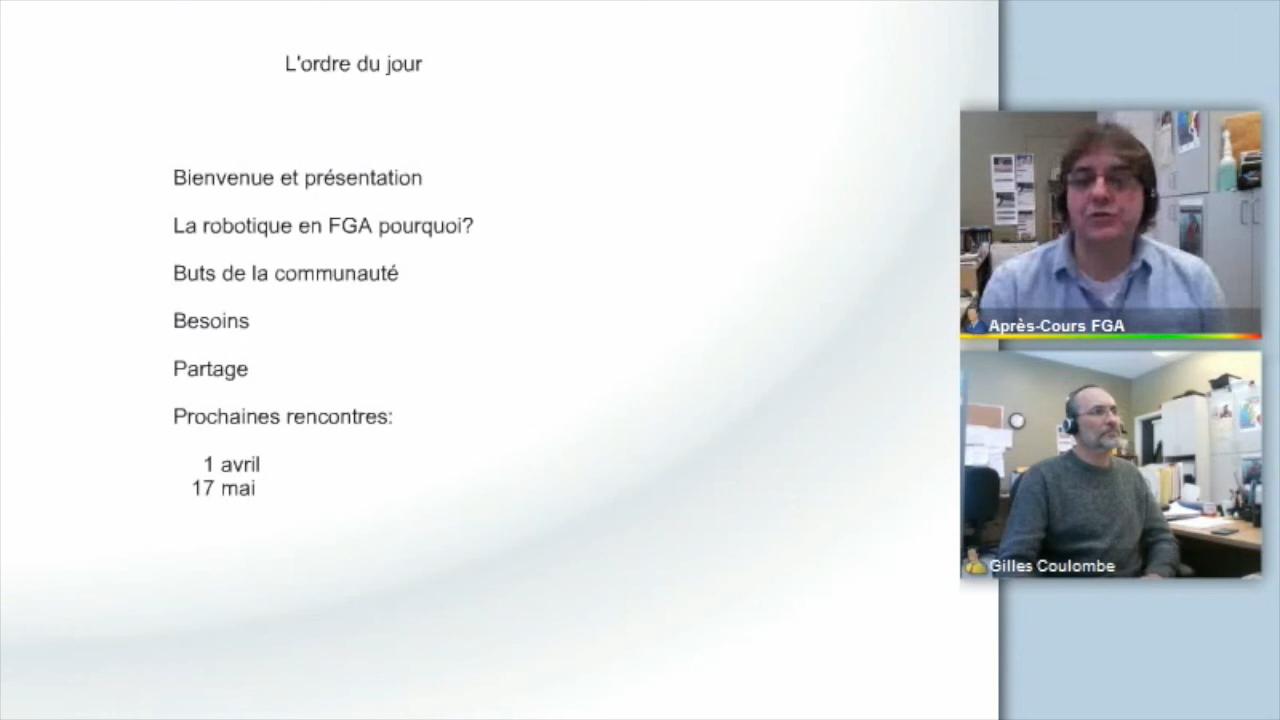 L'ordre du jour
Bienvenue et présentation
La robotique en FGA pourquoi?
Buts de la communauté
Besoins
Partage
Prochaines rencontres:
1 avril
17 mai
Après-Cours FGA
Gilles Coulombe